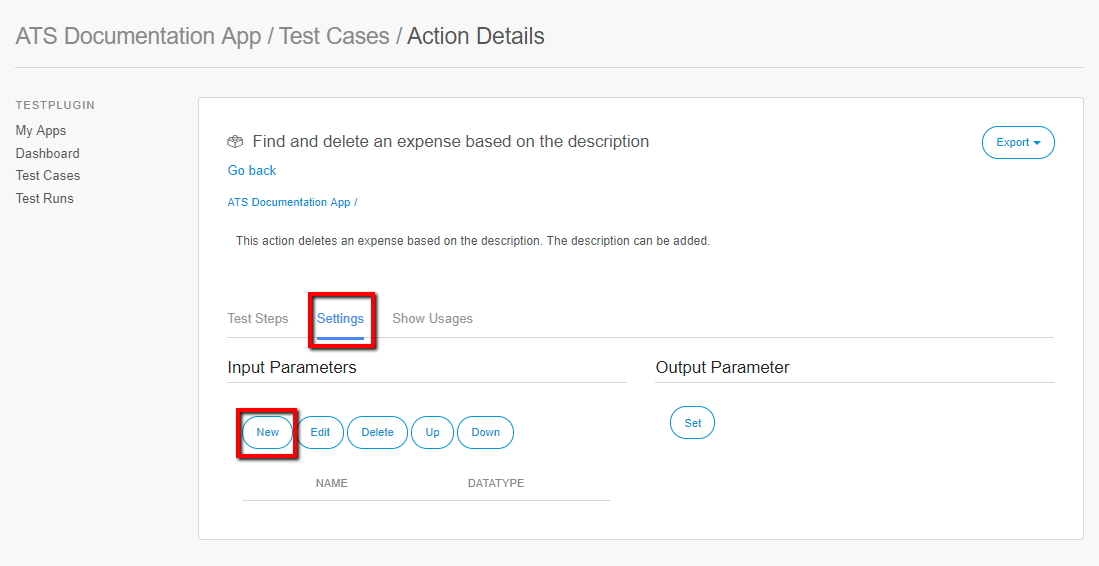 ATS Documentation App / Test Cases / Action Details
TESTPLUGIN
My Apps
Dashboard
Test Cases
Test Runs
Find and delete an expense based on the description
Export
Go back
ATS Documentation App /
This action deletes an expense based on the description. The description can be added.
Test Steps Settings Show Usages
Input Parameters
New Edit Delete Up Down
NAME DATATYPE
Output Parameter
Set